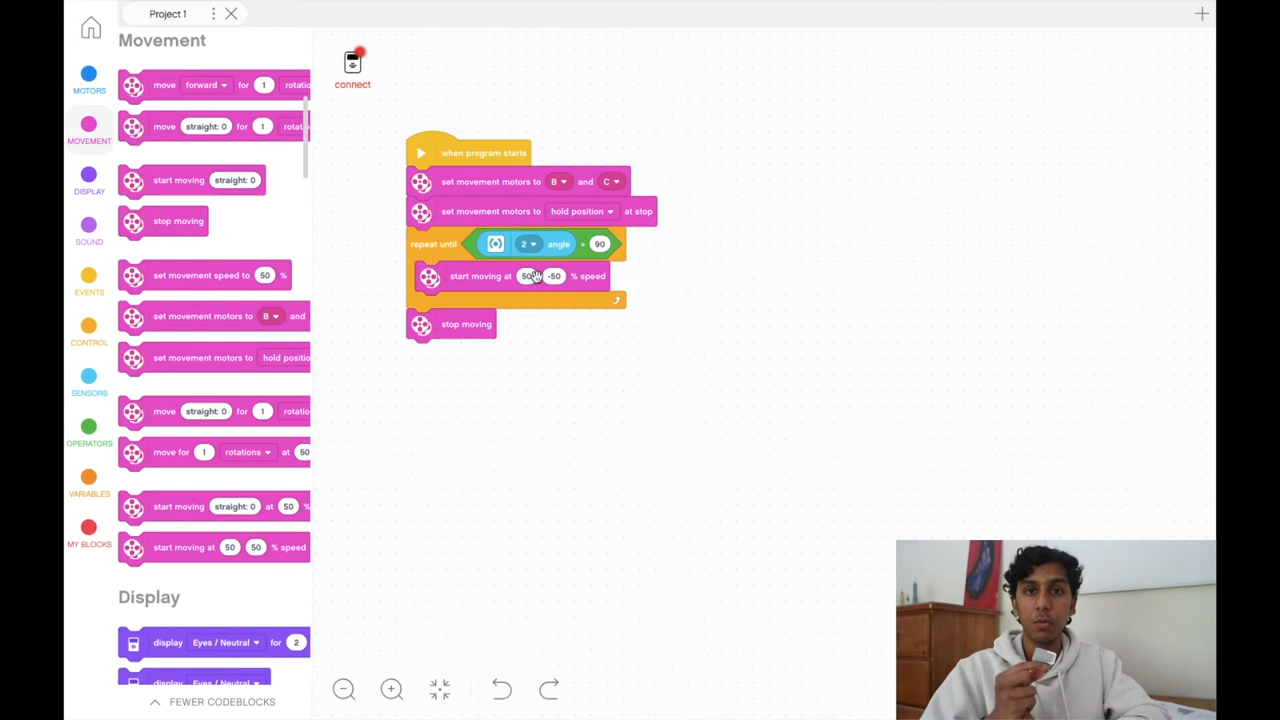 Project 1
Movement
MOTORS
MOVEMENT
DISPLAY
SOUND
EVENTS
CONTROL
SENSORS
OPERATORS
VARIABLES
MY BLOCKS
move forward for 1
move straight: 0 for 1
start moving straight: 0
stop moving
set movement speed to 50 %
set movement motors to B and
set movement motors to
move straight: 0 for 1
move for 1 rotations at 50
start moving straight: 0 at 50
start moving at 50 50 % speed
Display
display Eyes / Neutral for 2
display Eyes / Neutral
FEWER CODEBLOCKS
connect
when program starts
set movement motors to B and C
set movement motors to hold position at stop
repeat until 2 angle > 90
start moving at 50 -50 % speed
stop moving